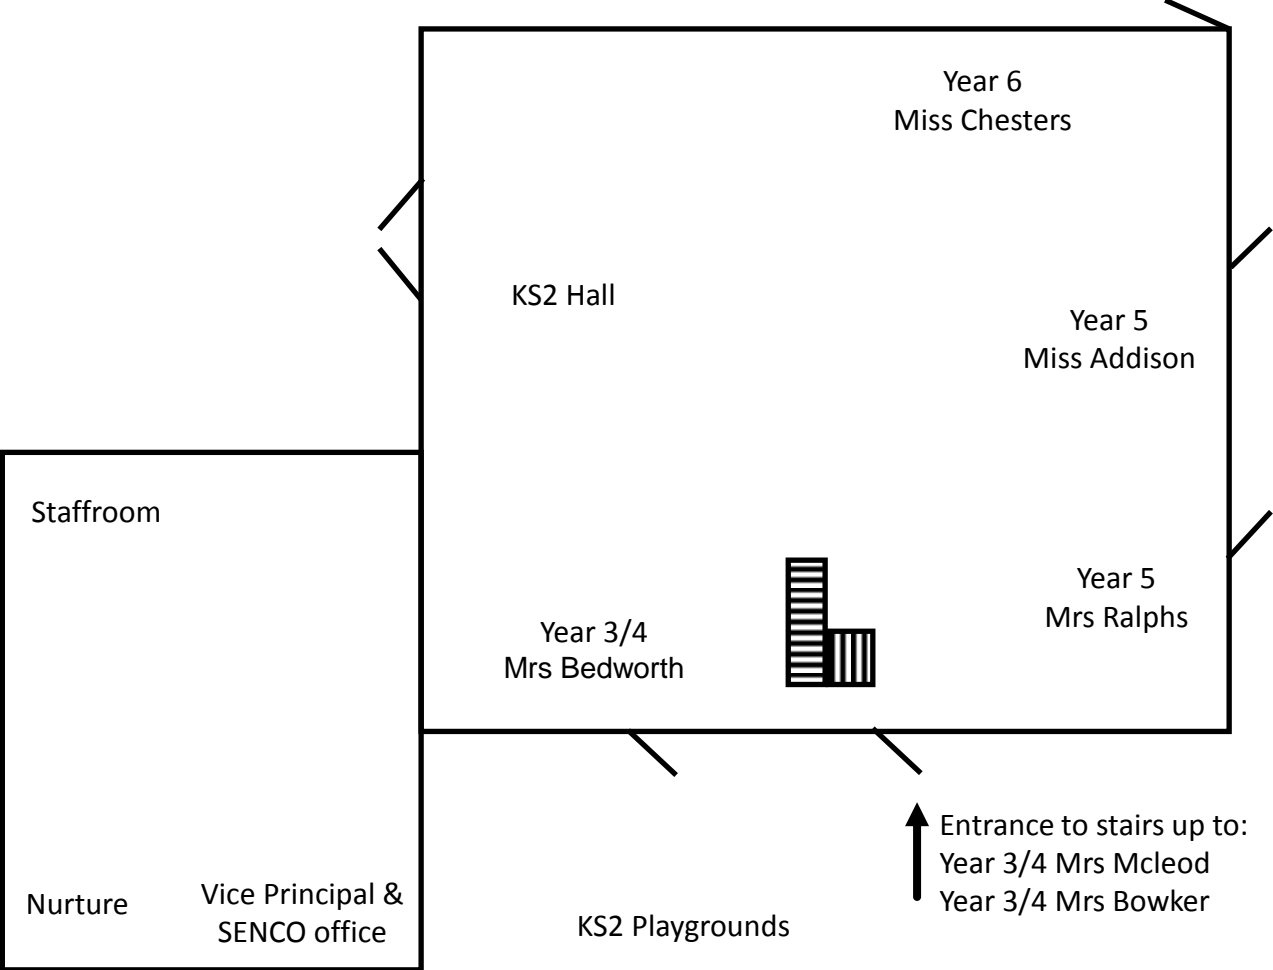 Year 6
Miss Chesters
KS2 Hall
Year 5
Miss Addison
Staffroom
Year 5
Mrs Ralphs
Year 3/4
Mrs Bedworth
Entrance to stairs up to:
Year 3/4 Mrs Mcleod
Year 3/4 Mrs Bowker
Nurture
Vice Principal &
SENCO office
KS2 Playgrounds